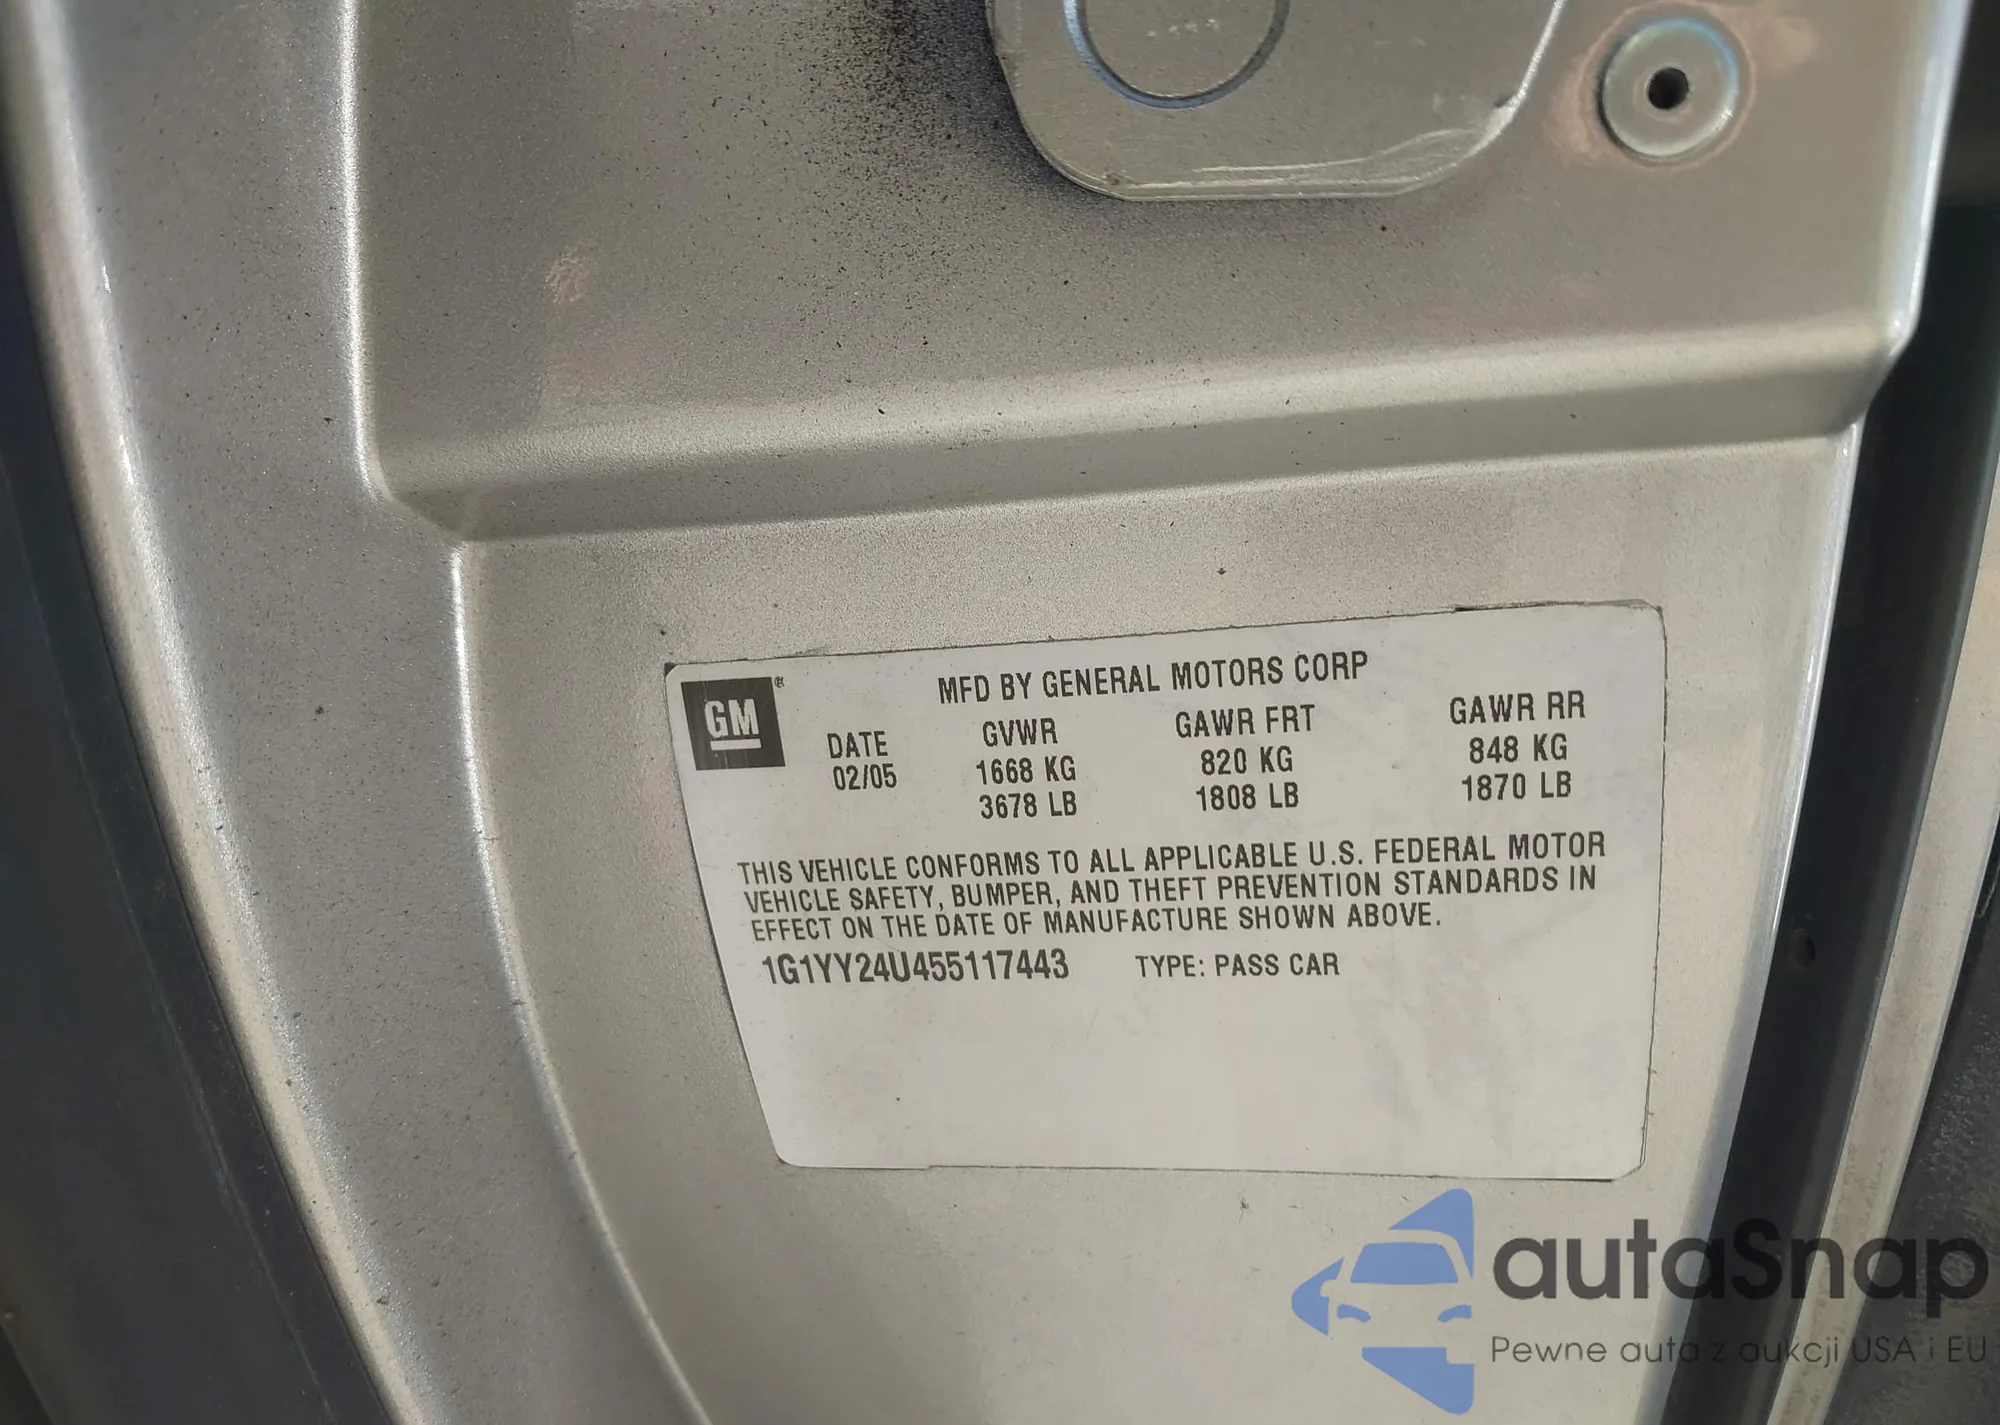 GM®
MFD BY GENERAL MOTORS CORP
DATE GVWR GAWR FRT GAWR RR
02/05 1668 KG 820 KG 848 KG
3678 LB 1808 LB 1870 LB
THIS VEHICLE CONFORMS TO ALL APPLICABLE U.S. FEDERAL MOTOR
VEHICLE SAFETY, BUMPER, AND THEFT PREVENTION STANDARDS IN
EFFECT ON THE DATE OF MANUFACTURE SHOWN ABOVE.
1G1YY24U455117443 TYPE: PASS CAR
autaSnap
Pewne auta z aukcji USA i EU